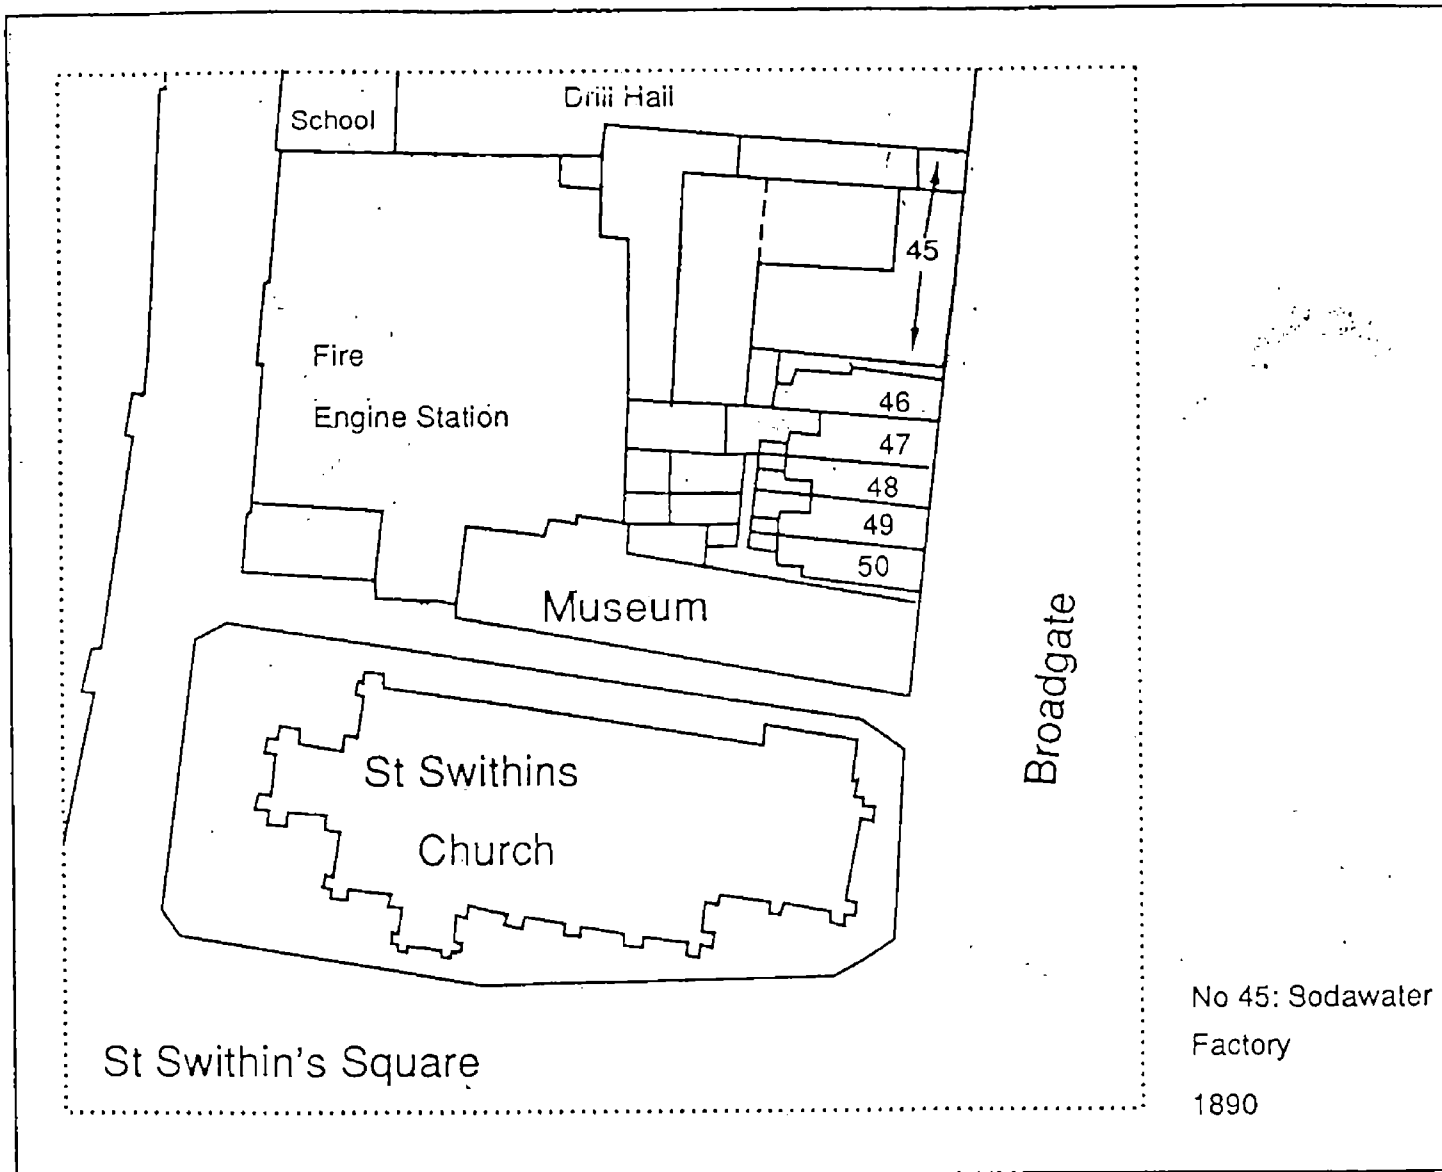 Drill Hall
School
45
Fire
Engine Station
46
47
48
49
50
Museum
Broadgate
St Swithins
Church
St Swithin's Square
No 45: Sodawater
Factory
1890